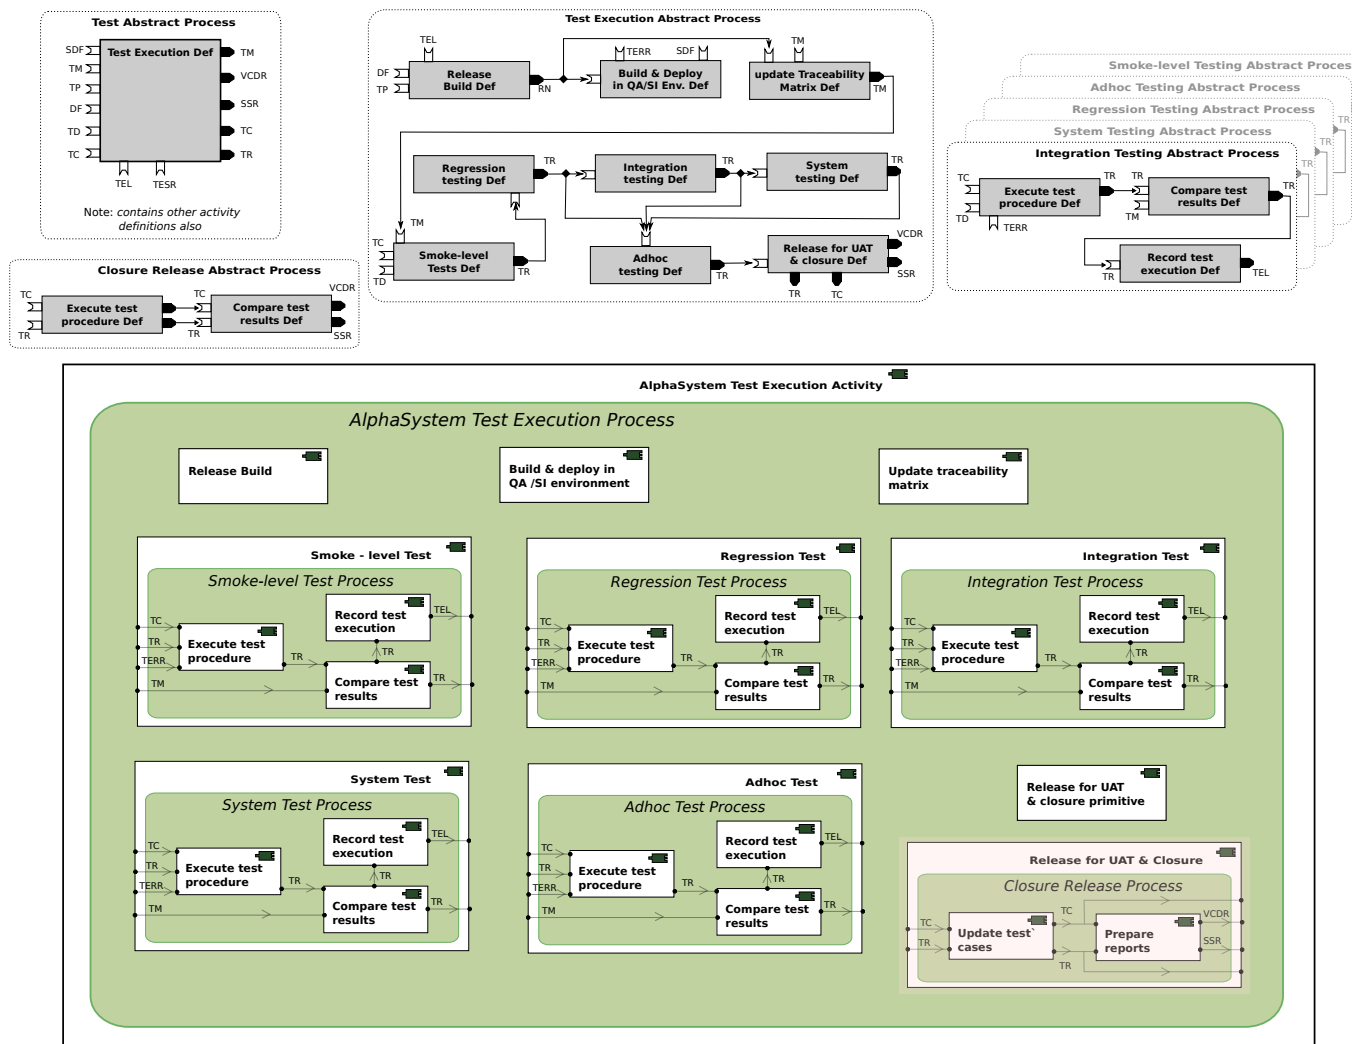 Test Abstract Process
Test Execution Def
SDF
TM
TP
DF
TD
TC
TM
VCDR
SSR
TC
TR
TEL
TESR
Note: contains other activity
definitions also
Closure Release Abstract Process
TC
TR
Execute test
procedure Def
TC
TR
Compare test
results Def
VCDR
SSR
Test Execution Abstract Process
TEL
DF
TP
Release
Build Def
RN
TERR
SDF
Build & Deploy
in QA/SI Env. Def
TM
update Traceability
Matrix Def
TM
Regression
testing Def
TR
Integration
testing Def
TR
System
testing Def
TR
TM
TC
TD
Smoke-level
Tests Def
TR
Adhoc
testing Def
TR
Release for UAT
& closure Def
VCDR
SSR
TR
TC
Smoke-level Testing Abstract Proces
Adhoc Testing Abstract Process
Regression Testing Abstract Process
System Testing Abstract Process
TR
TR
TR
TR
Integration Testing Abstract Process
TC
TD
Execute test
procedure Def
TERR
TR
TR
TM
Compare test
results Def
TR
TR
Record test
execution Def
TEL
AlphaSystem Test Execution Activity
AlphaSystem Test Execution Process
Release Build
Build & deploy in
QA /SI environment
Update traceability
matrix
Smoke - level Test
Smoke-level Test Process
TC
TR
TERR
TM
Execute test
procedure
TR
Record test
execution
TEL
TR
Compare test
results
TR
Regression Test
Regression Test Process
TC
TR
TERR
TM
Execute test
procedure
TR
Record test
execution
TEL
TR
Compare test
results
TR
Integration Test
Integration Test Process
TC
TR
TERR
TM
Execute test
procedure
TR
Record test
execution
TEL
TR
Compare test
results
TR
System Test
System Test Process
TC
TR
TERR
TM
Execute test
procedure
TR
Record test
execution
TEL
TR
Compare test
results
TR
Adhoc Test
Adhoc Test Process
TC
TR
TERR
TM
Execute test
procedure
TR
Record test
execution
TEL
TR
Compare test
results
TR
Release for UAT
& closure primitive
Release for UAT & Closure
Closure Release Process
TC
TR
Update test`
cases
TC
TR
Prepare
reports
VCDR
SSR